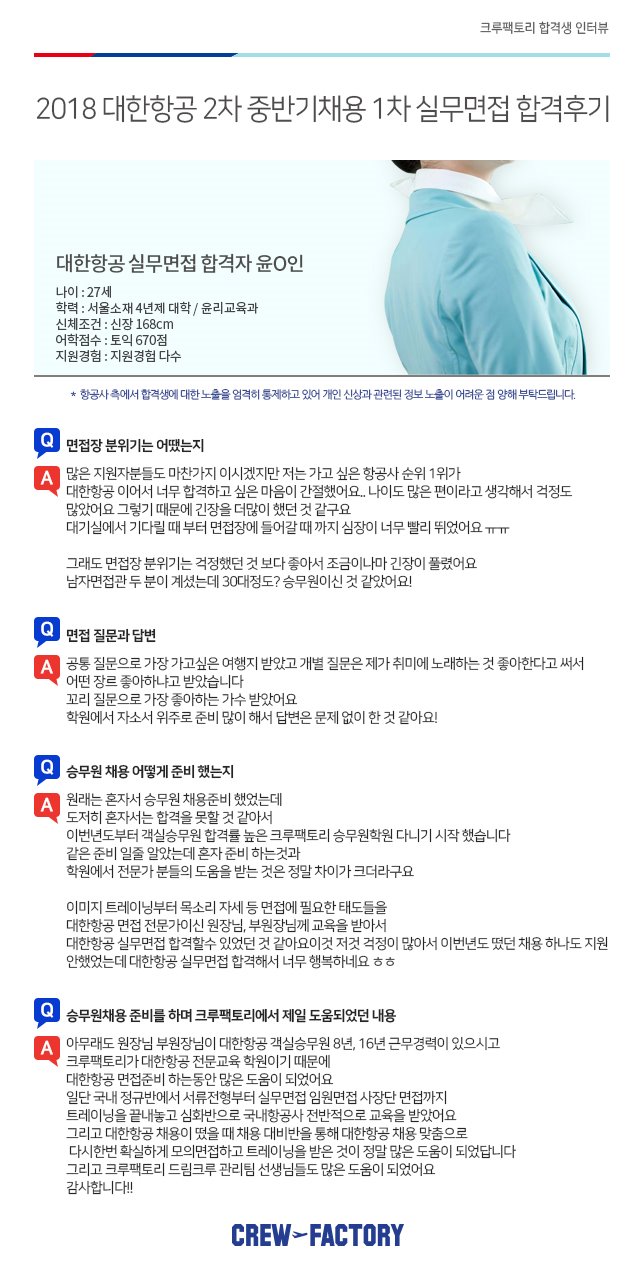 크루팩토리 합격생 인터뷰
2018 대한항공 2차 중반기채용 1차 실무면접 합격후기
대한항공 실무면접 합격자 윤O인
나이 : 27세
학력 : 서울소재 4년제 대학 / 윤리교육과
신체조건 : 신장 168cm
어학점수 : 토익 670점
지원경험 : 지원경험 다수
* 항공사 측에서 합격생에 대한 노출을 엄격히 통제하고 있어 개인 신상과 관련된 정보 노출이 어려운 점 양해 부탁드립니다.
Q 면접장 분위기는 어땠는지
A 많은 지원자분들도 마찬가지 이시겠지만 저는 가고 싶은 항공사 순위 1위가
대한항공 이어서 너무 합격하고 싶은 마음이 간절했어요.. 나이도 많은 편이라고 생각해서 걱정도
많았어요 그렇기 때문에 긴장을 더많이 했던 것 같구요
대기실에서 기다릴 때 부터 면접장에 들어갈 때 까지 심장이 너무 빨리 뛰었어요 ㅠㅠ
그래도 면접장 분위기는 걱정했던 것 보다 좋아서 조금이나마 긴장이 풀렸어요
남자면접관 두 분이 계셨는데 30대정도? 승무원이신 것 같았어요!
Q 면접 질문과 답변
A 공통 질문으로 가장 가고싶은 여행지 받았고 개별 질문은 제가 취미에 노래하는 것 좋아한다고 써서
어떤 장르 좋아하냐고 받았습니다
꼬리 질문으로 가장 좋아하는 가수 받았어요
학원에서 자소서 위주로 준비 많이 해서 답변은 문제 없이 한 것 같아요!
Q 승무원 채용 어떻게 준비 했는지
A 원래는 혼자서 승무원 채용준비 했었는데
도저히 혼자서는 합격을 못할 것 같아서
이번년도부터 객실승무원 합격률 높은 크루팩토리 승무원학원 다니기 시작 했습니다
같은 준비 일줄 알았는데 혼자 준비 하는것과
학원에서 전문가 분들의 도움을 받는 것은 정말 차이가 크더라구요
이미지 트레이닝부터 목소리 자세 등 면접에 필요한 태도들을
대한항공 면접 전문가이신 원장님, 부원장님께 교육을 받아서
대한항공 실무면접 합격할수 있었던 것 같아요이것 저것 걱정이 많아서 이번년도 떴던 채용 하나도 지원
안했었는데 대한항공 실무면접 합격해서 너무 행복하네요 ㅎㅎ
Q 승무원채용 준비를 하며 크루팩토리에서 제일 도움되었던 내용
A 아무래도 원장님 부원장님이 대한항공 객실승무원 8년, 16년 근무경력이 있으시고
크루팩토리가 대한항공 전문교육 학원이기 때문에
대한항공 면접준비 하는동안 많은 도움이 되었어요
일단 국내 정규반에서 서류전형부터 실무면접 임원면접 사장단 면접까지
트레이닝을 끝내놓고 심화반으로 국내항공사 전반적으로 교육을 받았어요
그리고 대한항공 채용이 떴을 때 채용 대비반을 통해 대한항공 채용 맞춤으로
다시한번 확실하게 모의면접하고 트레이닝을 받은 것이 정말 많은 도움이 되었답니다
그리고 크루팩토리 드림크루 관리팀 선생님들도 많은 도움이 되었어요
감사합니다!!
CREW FACTORY